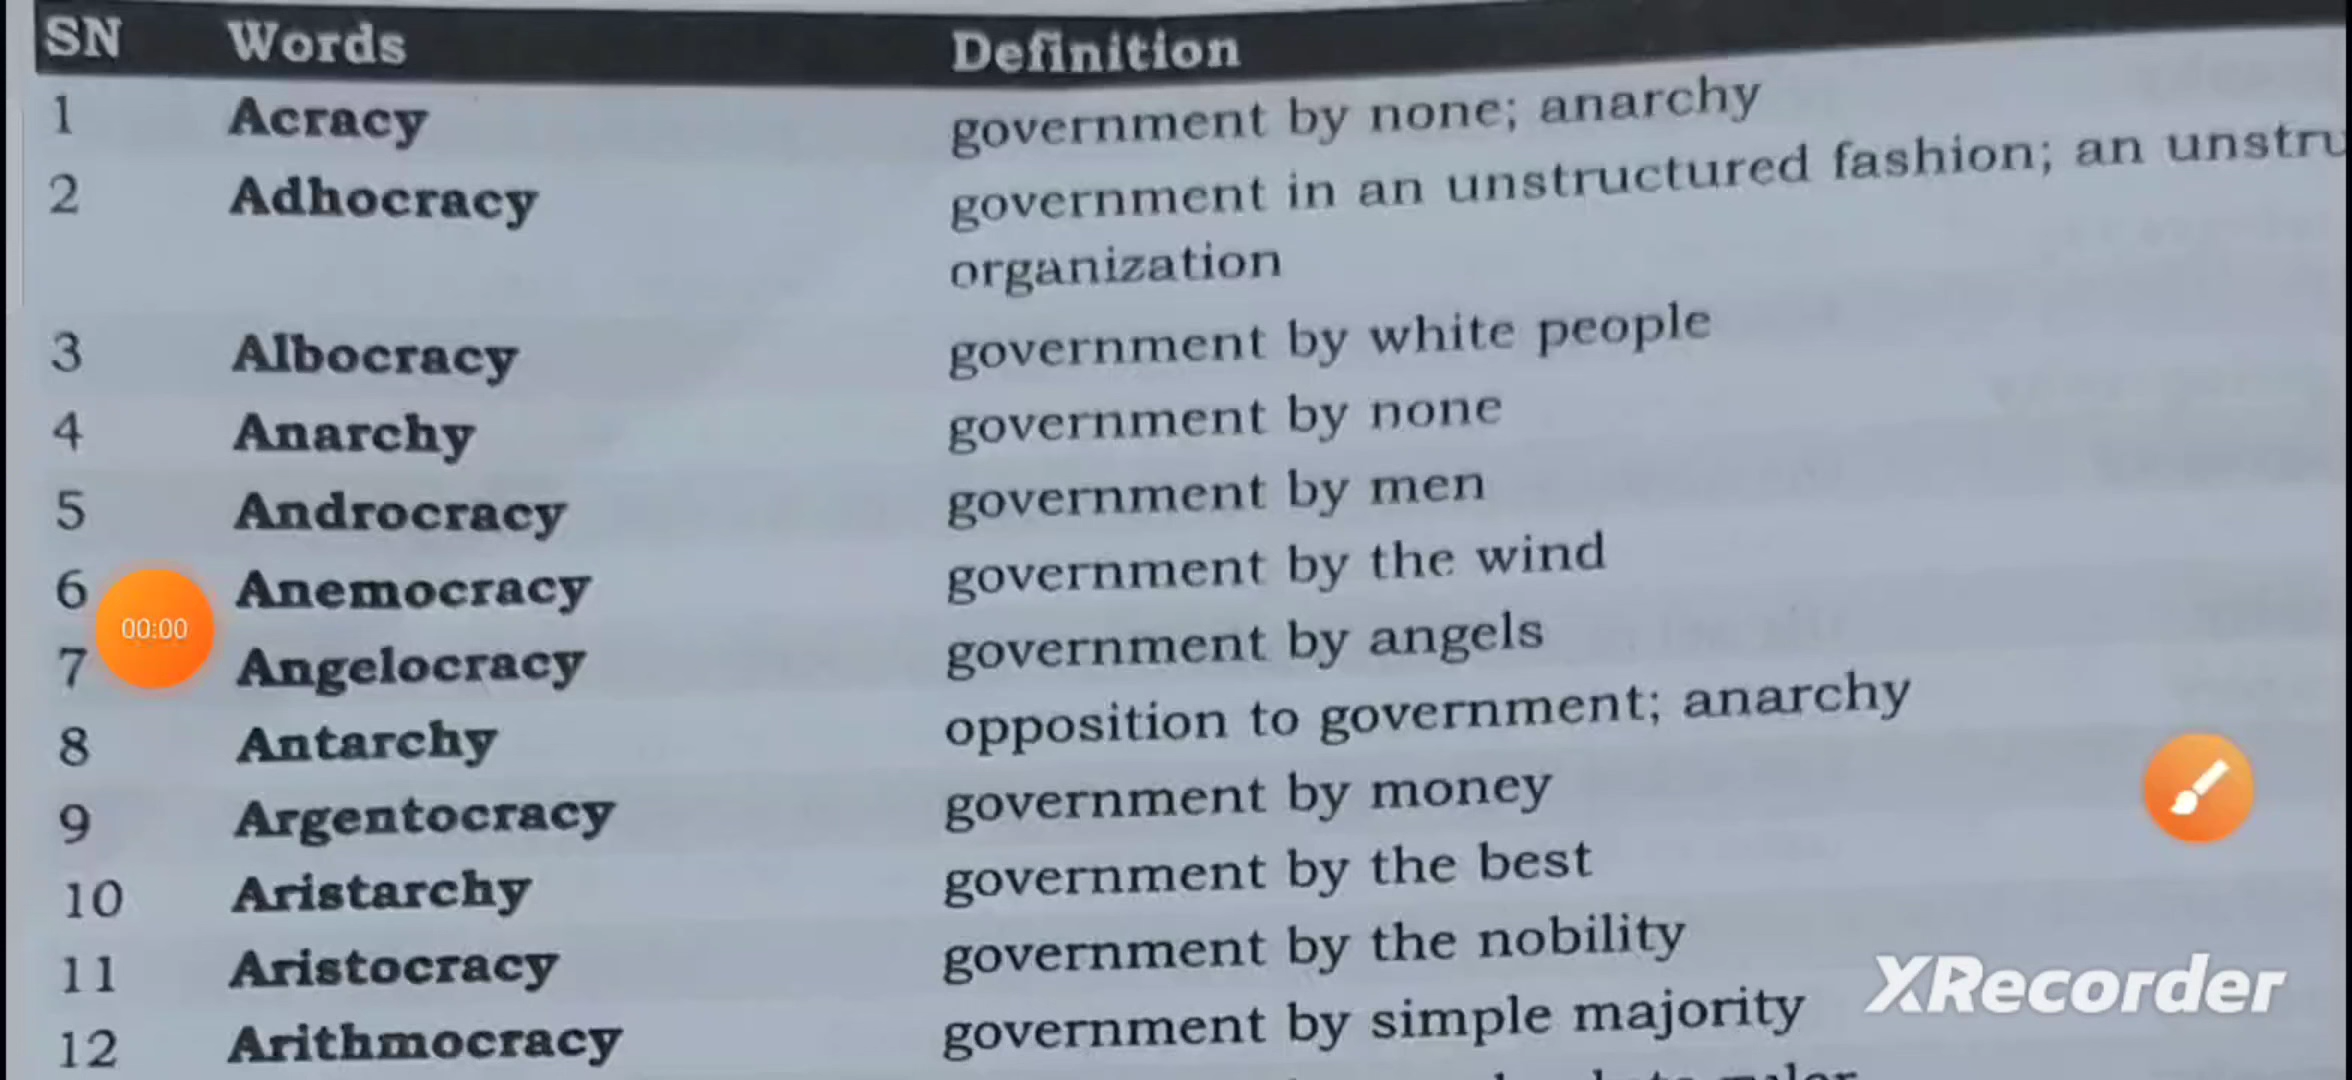 SN Words Definition
1 Acracy government by none; anarchy
2 Adhocracy government in an unstructured fashion; an
organization
3 Albocracy government by white people
4 Anarchy government by none
5 Androcracy government by men
6 Anemocracy government by the wind
00:00
7 Angelocracy government by angels
8 Antarchy opposition to government; anarchy
9 Argentocracy government by money
10 Aristarchy government by the best
11 Aristocracy government by the nobility
XRecorder
12 Arithmocracy government by simple majority